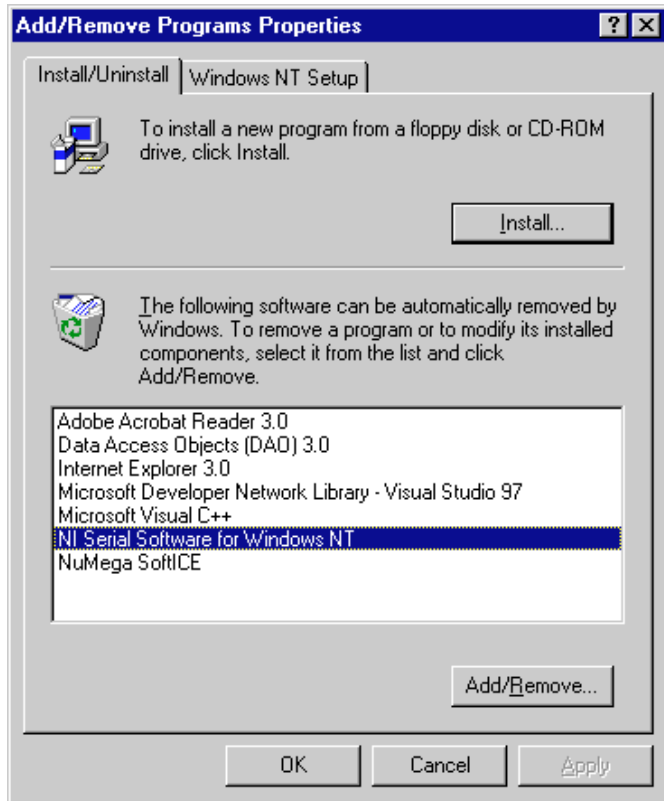 Add/Remove Programs Properties
Install/Uninstall
Windows NT Setup
To install a new program from a floppy disk or CD-ROM
drive, click Install.
Install...
The following software can be automatically removed by
Windows. To remove a program or to modify its installed
components, select it from the list and click
Add/Remove.
Adobe Acrobat Reader 3.0
Data Access Objects (DAO) 3.0
Internet Explorer 3.0
Microsoft Developer Network Library - Visual Studio 97
Microsoft Visual C++
NI Serial Software for Windows NT
NuMega SoftICE
Add/Remove...
OK
Cancel
Apply